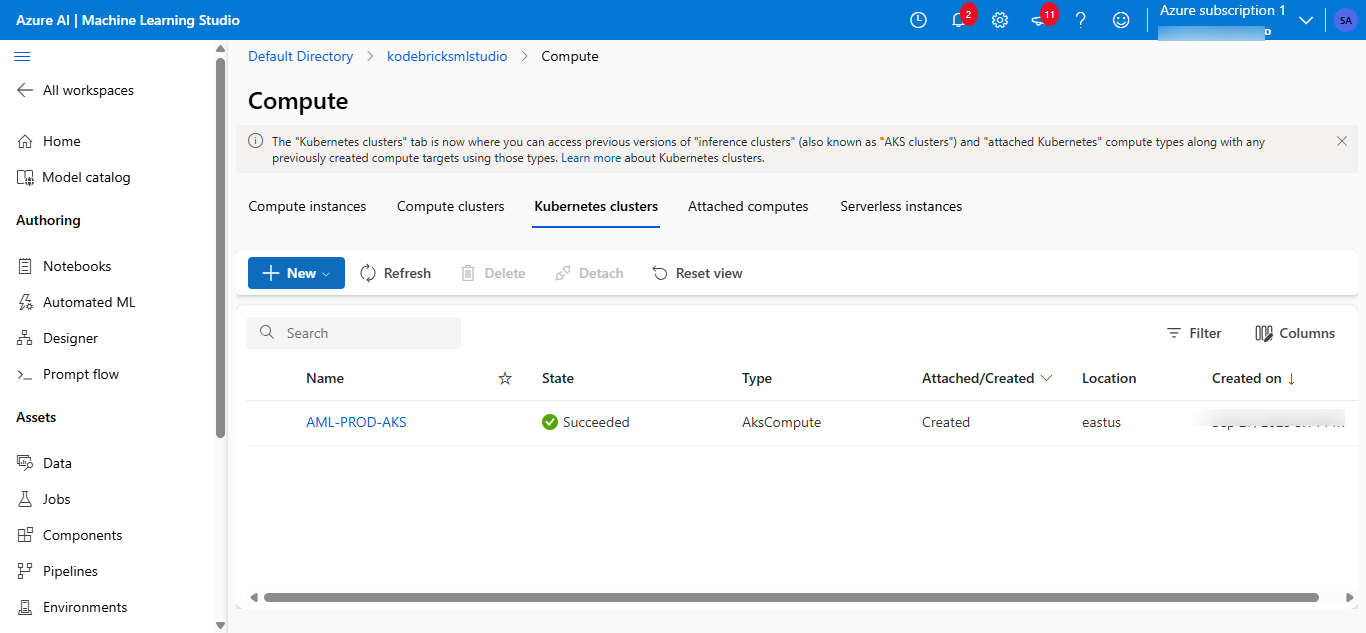 Azure AI | Machine Learning Studio
2
11
?
Azure subscription 1
SA
All workspaces
Home
Model catalog
Authoring
Notebooks
Automated ML
Designer
Prompt flow
Assets
Data
Jobs
Components
Pipelines
Environments
Default Directory > kodebricksmlstudio > Compute
Compute
The "Kubernetes clusters" tab is now where you can access previous versions of "inference clusters" (also known as "AKS clusters") and "attached Kubernetes" compute types along with any
previously created compute targets using those types. Learn more about Kubernetes clusters.
Compute instances Compute clusters Kubernetes clusters Attached computes Serverless instances
New Refresh Delete Detach Reset view
Search Filter Columns
Name State Type Attached/Created Location Created on ↓
AML-PROD-AKS Succeeded AksCompute Created eastus